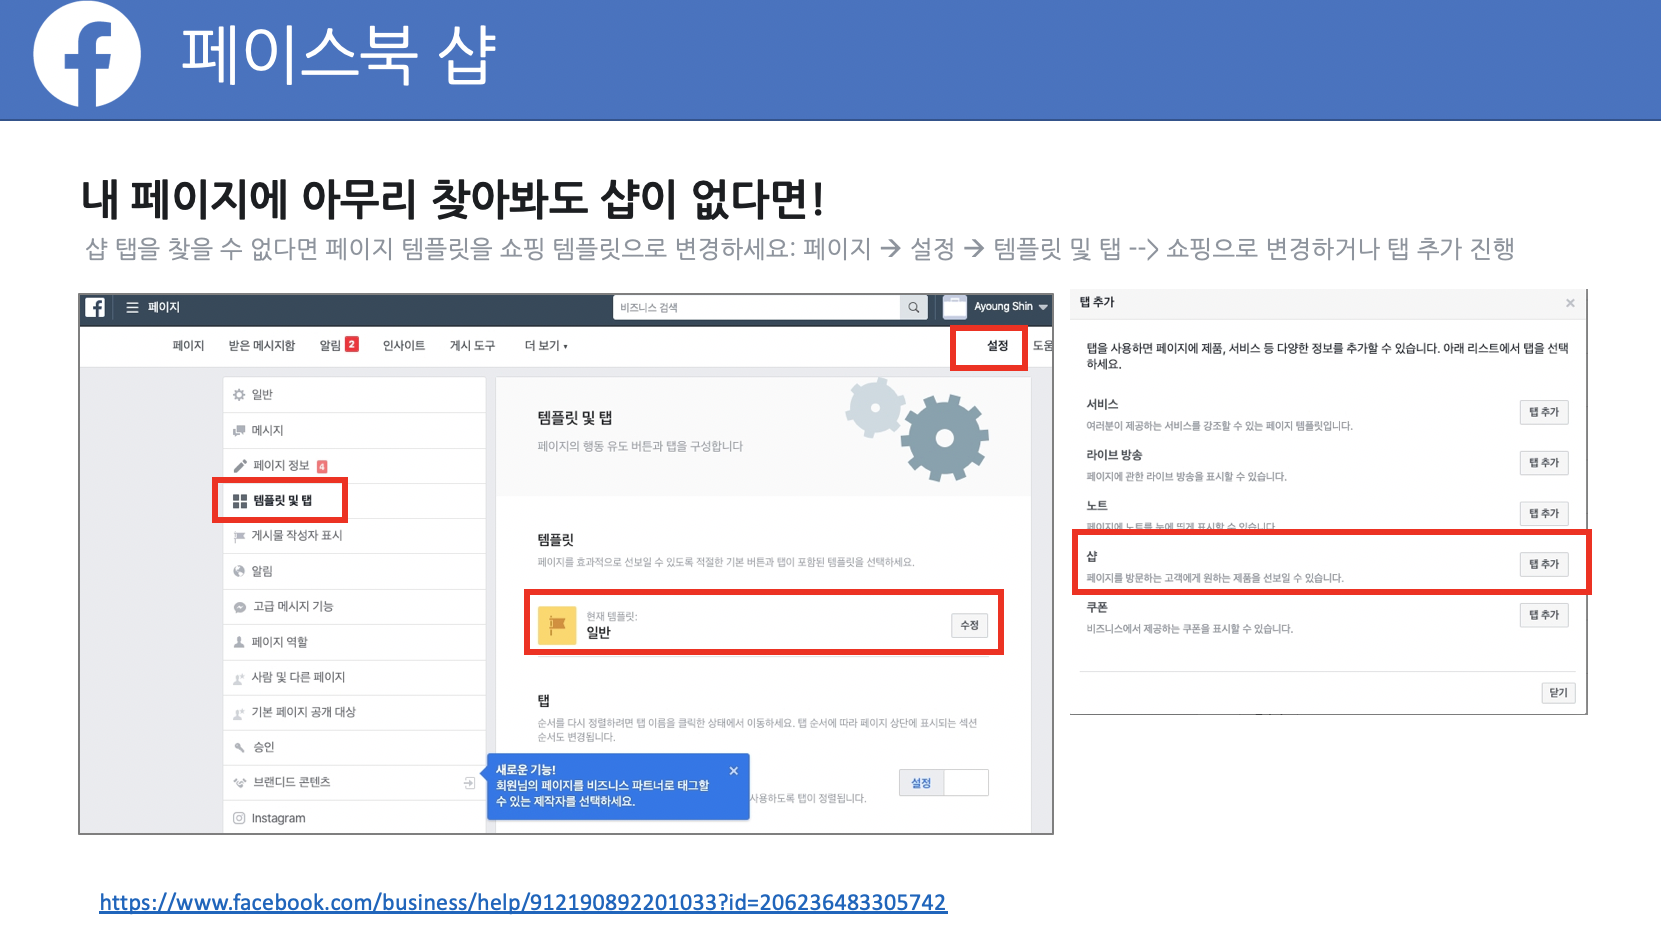 페이스북 샵
내 페이지에 아무리 찾아봐도 샵이 없다면!
샵 탭을 찾을 수 없다면 페이지 템플릿을 쇼핑 템플릿으로 변경하세요: 페이지 → 설정 → 템플릿 및 탭 --> 쇼핑으로 변경하거나 탭 추가 진행
페이지
비즈니스 검색
Ayoung Shin
페이지 받은 메시지함 알림 2 인사이트 게시 도구 더 보기 설정 도움
일반
메시지
페이지 정보 4
템플릿 및 탭
게시물 작성자 표시
알림
고급 메시지 기능
페이지 역할
사람 및 다른 페이지
기본 페이지 공개 대상
승인
브랜디드 콘텐츠
Instagram
템플릿 및 탭
페이지의 행동 유도 버튼과 탭을 구성합니다
템플릿
페이지를 효과적으로 선보일 수 있도록 적절한 기본 버튼과 탭이 포함된 템플릿을 선택하세요.
현재 템플릿:
일반
수정
탭
순서를 다시 정렬하려면 탭 이름을 클릭한 상태에서 이동하세요. 탭 순서에 따라 페이지 상단에 표시되는 섹션
순서도 변경됩니다.
새로운 기능!
회원님의 페이지를 비즈니스 파트너로 태그할
수 있는 제작자를 선택하세요.
설정
사용하도록 탭이 정렬됩니다.
탭 추가
탭을 사용하면 페이지에 제품, 서비스 등 다양한 정보를 추가할 수 있습니다. 아래 리스트에서 탭을 선택
하세요.
서비스
여러분이 제공하는 서비스를 강조할 수 있는 페이지 템플릿입니다.
탭 추가
라이브 방송
페이지에 관한 라이브 방송을 표시할 수 있습니다.
탭 추가
노트
페이지에 노트를 눈에 띄게 표시할 수 있습니다.
탭 추가
샵
페이지를 방문하는 고객에게 원하는 제품을 선보일 수 있습니다.
탭 추가
쿠폰
비즈니스에서 제공하는 쿠폰을 표시할 수 있습니다.
탭 추가
닫기
https://www.facebook.com/business/help/912190892201033?id=206236483305742